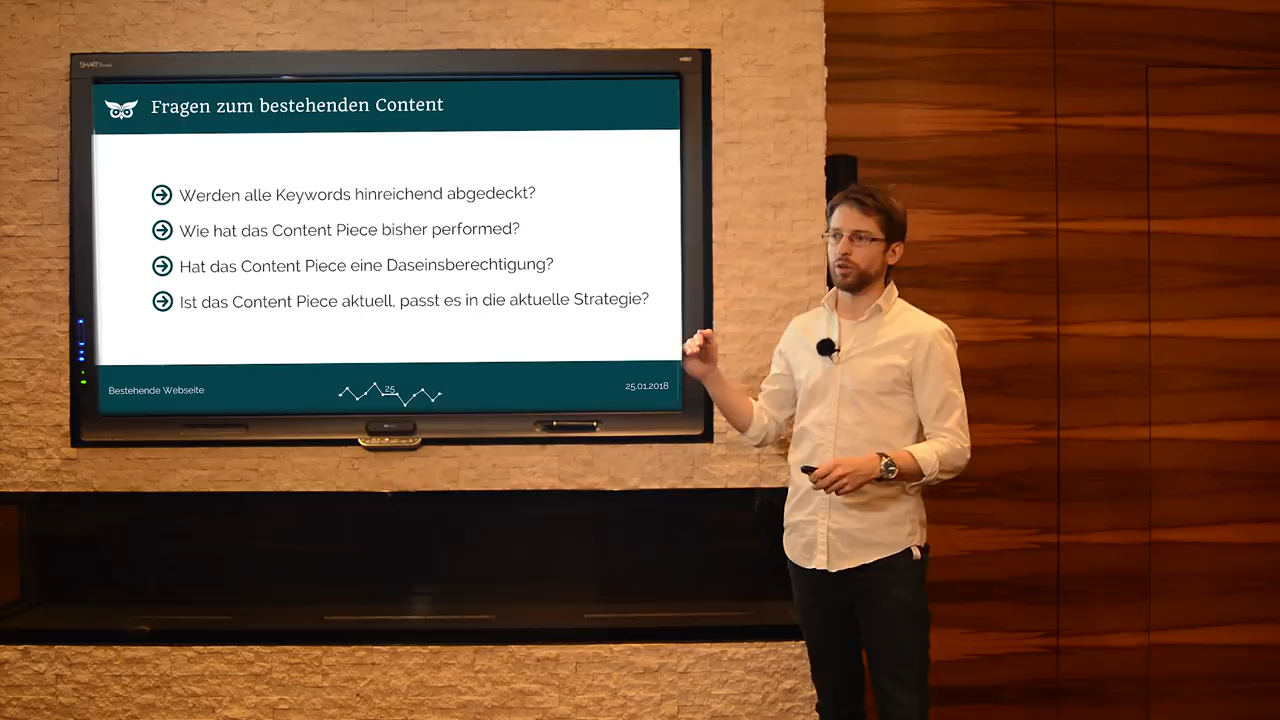 SMART
Fragen zum bestehenden Content
Werden alle Keywords hinreichend abgedeckt?
Wie hat das Content Piece bisher performed?
Hat das Content Piece eine Daseinsberechtigung?
Ist das Content Piece aktuell, passt es in die aktuelle Strategie?
Bestehende Webseite
25
25.01.2018